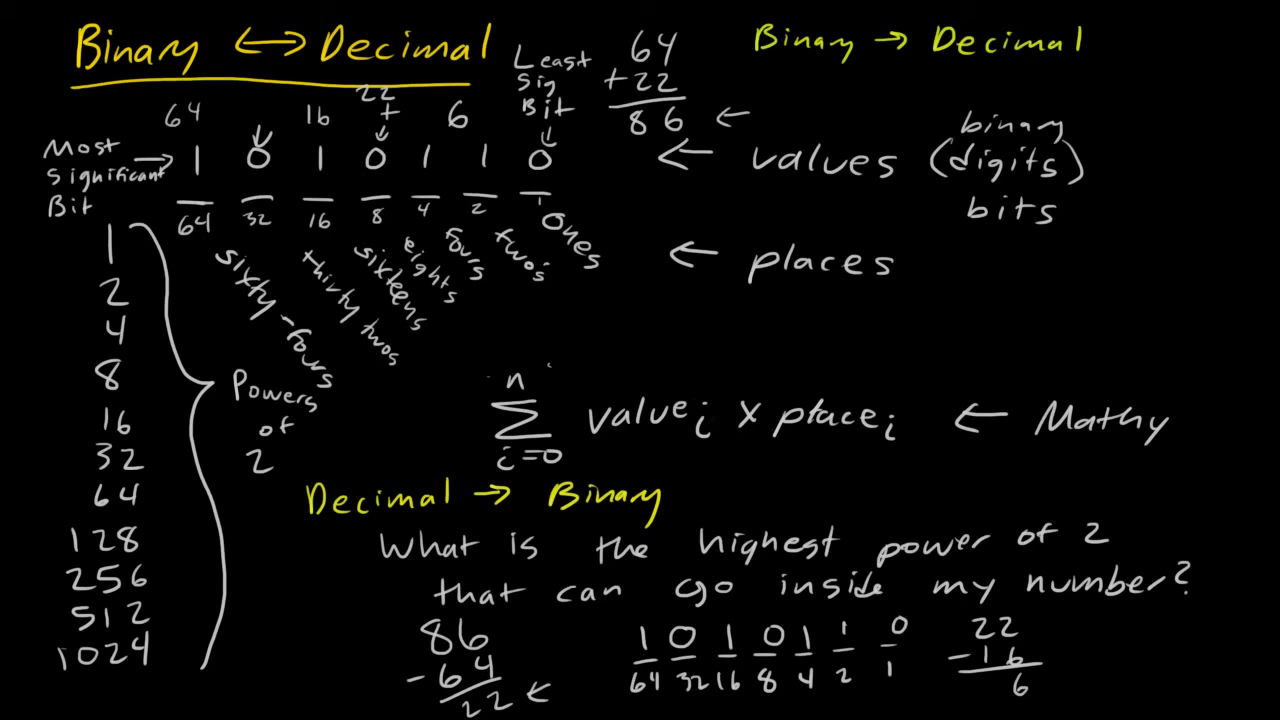 Binary ↔ Decimal
Binary → Decimal
Least
Sig
Bit
64
+22
86 ←
64 16 22 + 6
Most
Significant →
Bit
1 0 1 0 1 1 0
64 32 16 8 4 2 1
sixty-fours thirty twos sixteens eights fours twos ones
← values (binary digits)
bits
← places
1
2
4
8
16
32
64
128
256
512
1024
Powers
of
2
n
∑ value i × place i ← Mathy
i=0
Decimal → Binary
What is the highest power of 2
that can go inside my number?
86
-64
22 ←
1 0 1 0 1 1 0
64 32 16 8 4 2 1
22
-16
6